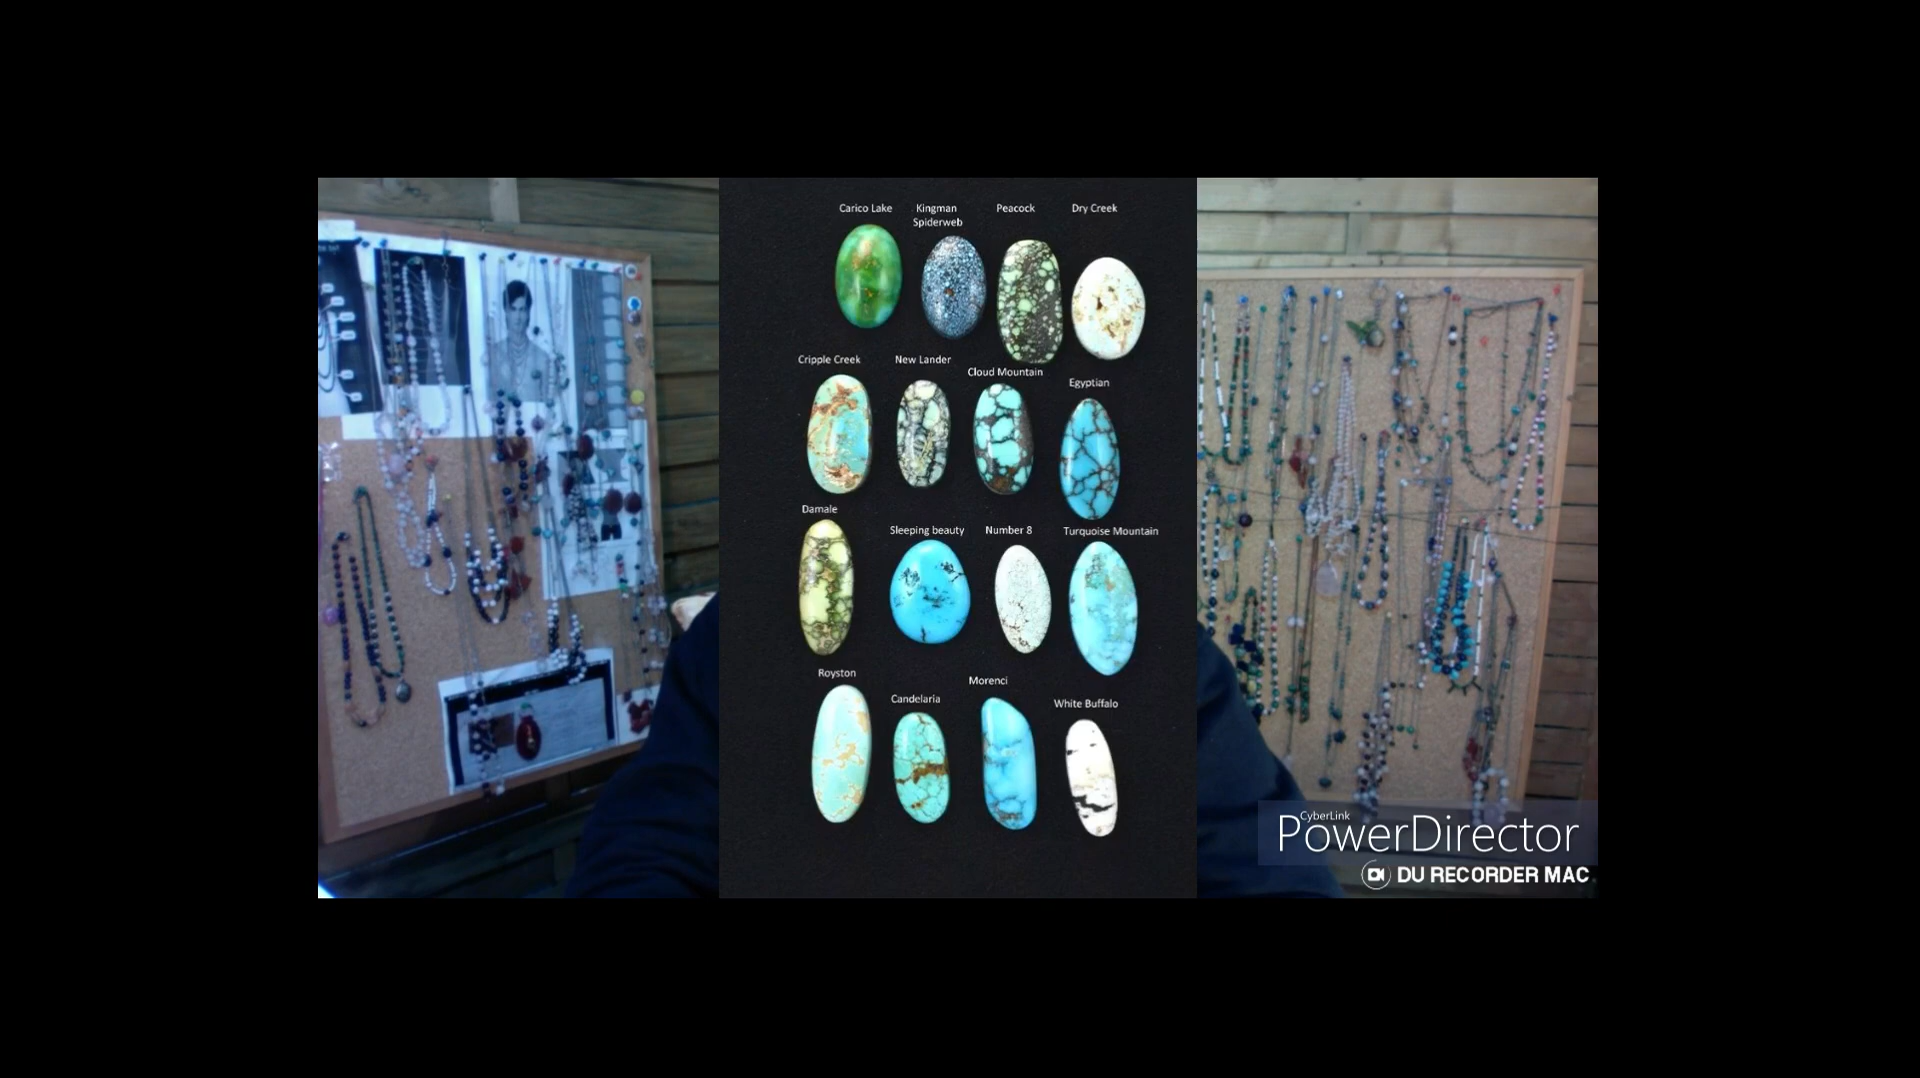 Carico Lake
Kingman
Spiderweb
Peacock
Dry Creek
Cripple Creek
New Lander
Cloud Mountain
Egyptian
Damale
Sleeping beauty
Number 8
Turquoise Mountain
Royston
Candelaria
Morenci
White Buffalo
CyberLink
PowerDirector
DU RECORDER MAC